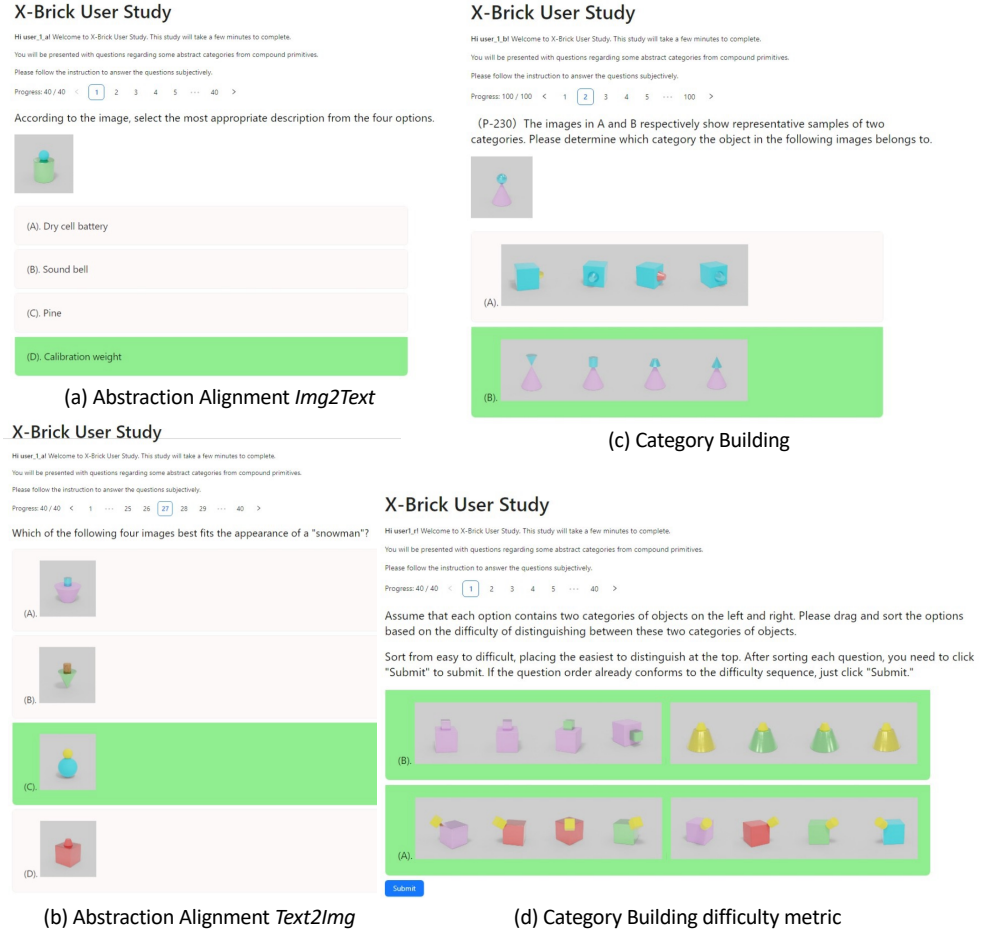 X-Brick User Study
Hi user_1_a! Welcome to X-Brick User Study. This study will take a few minutes to complete.
You will be presented with questions regarding some abstract categories from compound primitives.
Please follow the instruction to answer the questions subjectively.
Progress: 40 / 40 < 1 2 3 4 5 ··· 40 >
According to the image, select the most appropriate description from the four options.
(A). Dry cell battery
(B). Sound bell
(C). Pine
(D). Calibration weight
(a) Abstraction Alignment Img2Text
X-Brick User Study
Hi user_1_b! Welcome to X-Brick User Study. This study will take a few minutes to complete.
You will be presented with questions regarding some abstract categories from compound primitives.
Please follow the instruction to answer the questions subjectively.
Progress: 100 / 100 < 1 2 3 4 5 ··· 100 >
(P-230) The images in A and B respectively show representative samples of two
categories. Please determine which category the object in the following images belongs to.
(A).
(B).
(c) Category Building
X-Brick User Study
Hi user_1_a! Welcome to X-Brick User Study. This study will take a few minutes to complete.
You will be presented with questions regarding some abstract categories from compound primitives.
Please follow the instruction to answer the questions subjectively.
Progress: 40 / 40 < 1 ··· 25 26 27 28 29 ··· 40 >
Which of the following four images best fits the appearance of a "snowman"?
(A).
(B).
(C).
(D).
(b) Abstraction Alignment Text2Img
X-Brick User Study
Hi user1_r! Welcome to X-Brick User Study. This study will take a few minutes to complete.
You will be presented with questions regarding some abstract categories from compound primitives.
Please follow the instruction to answer the questions subjectively.
Progress: 40 / 40 < 1 2 3 4 5 ··· 40 >
Assume that each option contains two categories of objects on the left and right. Please drag and sort the options
based on the difficulty of distinguishing between these two categories of objects.
Sort from easy to difficult, placing the easiest to distinguish at the top. After sorting each question, you need to click
"Submit" to submit. If the question order already conforms to the difficulty sequence, just click "Submit."
(B).
(A).
Submit
(d) Category Building difficulty metric